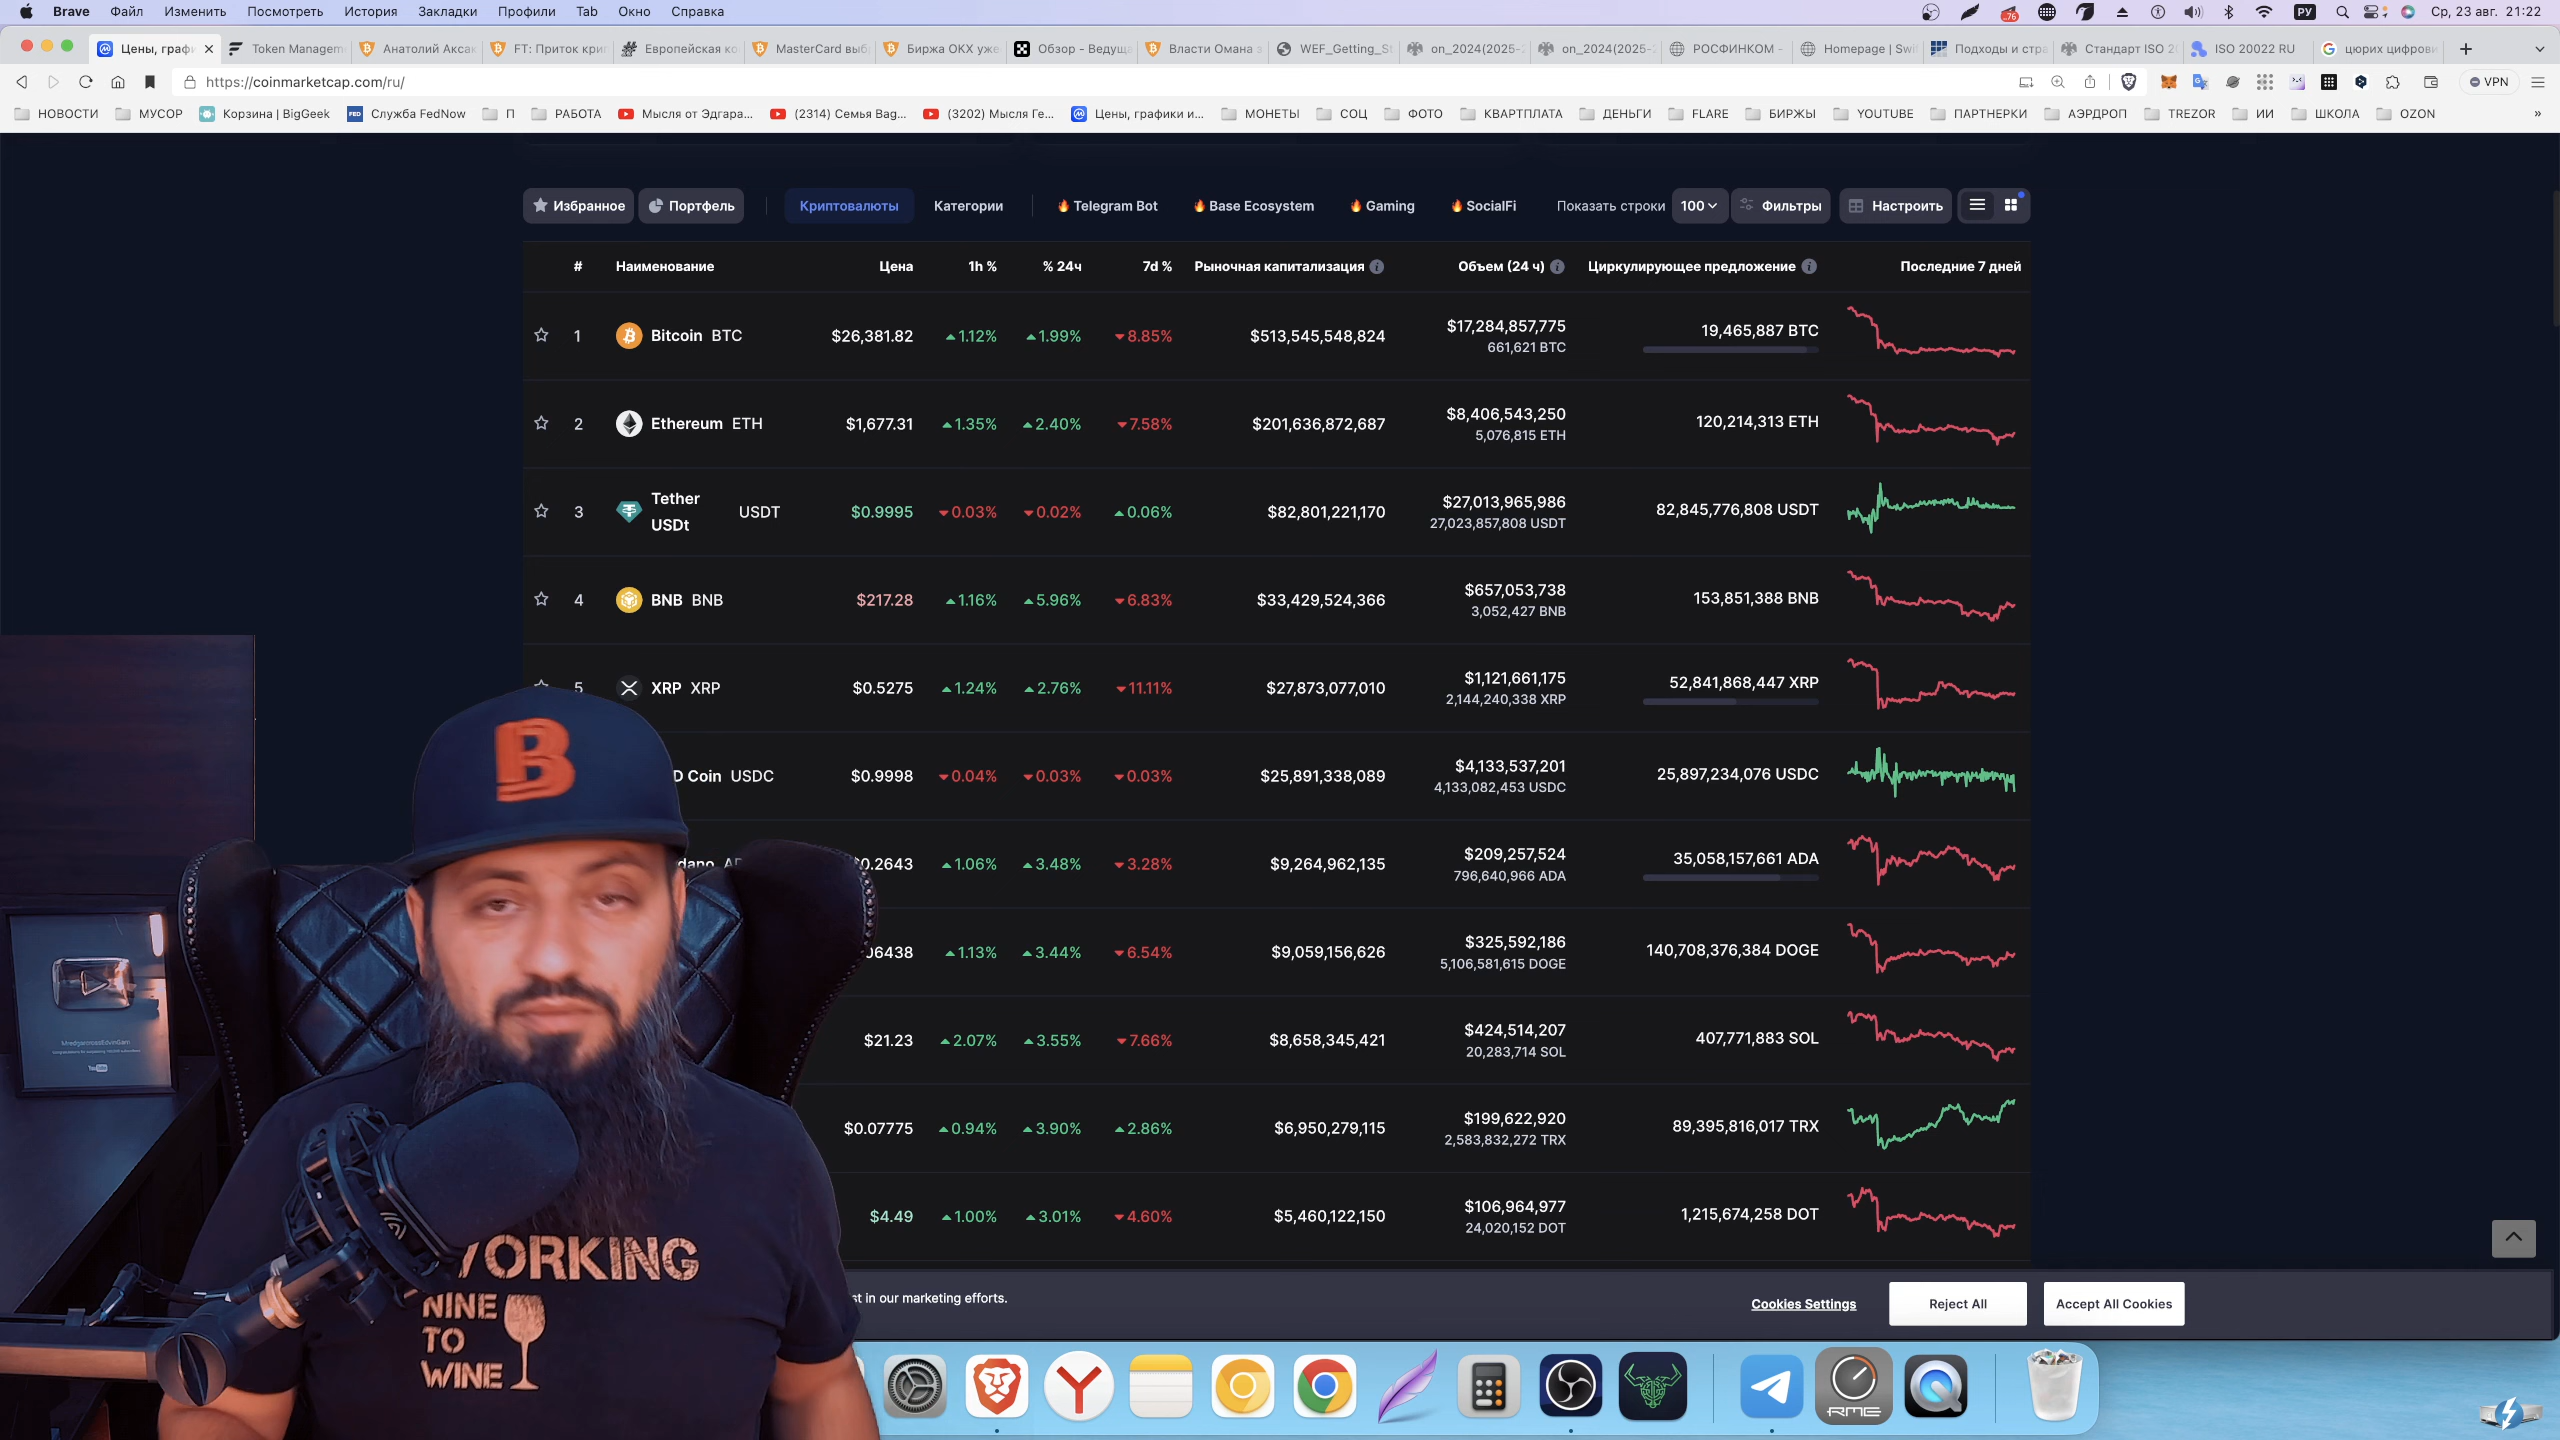 Brave Файл Изменить Посмотреть История Закладки Профили Tab Окно Справка 76 РУ Ср, 23 авг. 21:22
Цены, граф Token Managem Анатолий Акса FT: Приток кри Европейская ко MasterCard выб Биржа OKX уже Обзор - Ведущ Власти Омана з WEF_Getting_St on_2024(2025- on_2024(2025- РОСФИНКОМ - Homepage | Swi Подходы и стра Стандарт ISO 20 ISO 20022 RU цюрих цифрови
https://coinmarketcap.com/ru/ VPN
НОВОСТИ МУСОР Корзина | BigGeek Служба FedNow П РАБОТА Мысля от Эдгара... (2314) Семья Bag... (3202) Мысля Ге... Цены, графики и... МОНЕТЫ СОЦ ФОТО КВАРТПЛАТА ДЕНЬГИ FLARE БИРЖЫ YOUTUBE ПАРТНЕРКИ АЭРДРОП TREZOR ИИ ШКОЛА OZON »
Избранное Портфель Криптовалюты Категории Telegram Bot Base Ecosystem Gaming SocialFi Показать строки 100 Фильтры Настроить
# Наименование Цена 1h % % 24ч 7d % Рыночная капитализация Объем (24 ч) Циркулирующее предложение Последние 7 дней
1 Bitcoin BTC $26,381.82 1.12% 1.99% 8.85% $513,545,548,824 $17,284,857,775 19,465,887 BTC
661,621 BTC
2 Ethereum ETH $1,677.31 1.35% 2.40% 7.58% $201,636,872,687 $8,406,543,250 120,214,313 ETH
5,076,815 ETH
3 Tether USDt USDT $0.9995 0.03% 0.02% 0.06% $82,801,221,170 $27,013,965,986 82,845,776,808 USDT
27,023,857,808 USDT
4 BNB BNB $217.28 1.16% 5.96% 6.83% $33,429,524,366 $657,053,738 153,851,388 BNB
3,052,427 BNB
5 XRP XRP $0.5275 1.24% 2.76% 11.11% $27,873,077,010 $1,121,661,175 52,841,868,447 XRP
2,144,240,338 XRP
D Coin USDC $0.9998 0.04% 0.03% 0.03% $25,891,338,089 $4,133,537,201 25,897,234,076 USDC
4,133,082,453 USDC
dano 0.2643 1.06% 3.48% 3.28% $9,264,962,135 $209,257,524 35,058,157,661 ADA
796,640,966 ADA
06438 1.13% 3.44% 6.54% $9,059,156,626 $325,592,186 140,708,376,384 DOGE
5,106,581,615 DOGE
$21.23 2.07% 3.55% 7.66% $8,658,345,421 $424,514,207 407,771,883 SOL
20,283,714 SOL
$0.07775 0.94% 3.90% 2.86% $6,950,279,115 $199,622,920 89,395,816,017 TRX
2,583,832,272 TRX
$4.49 1.00% 3.01% 4.60% $5,460,122,150 $106,964,977 1,215,674,258 DOT
24,020,152 DOT
st in our marketing efforts. Cookies Settings Reject All Accept All Cookies
B
YouTube
ORKING
NINE
TO
WINE
RME